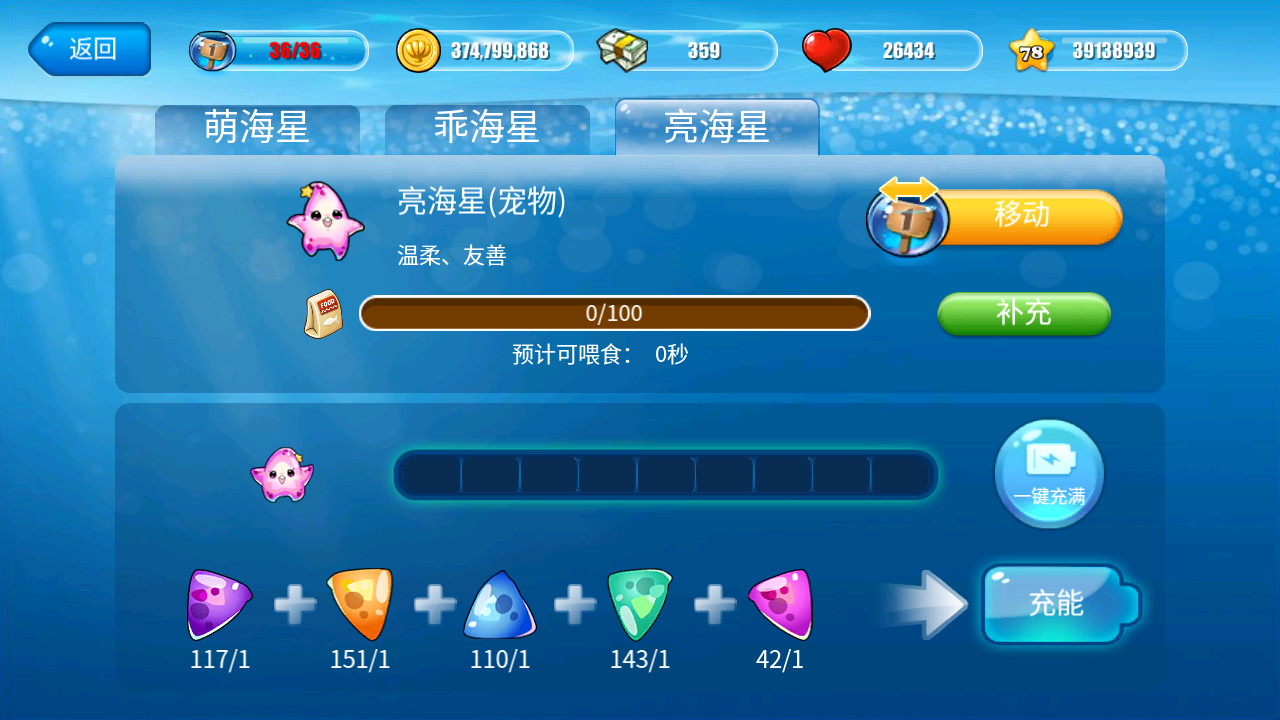 返回
1
36/36
374,799,868
359
26434
78
39138939
萌海星
乖海星
亮海星
亮海星(宠物)
温柔、友善
1
移动
FOOD
0/100
补充
预计可喂食: 0秒
一键充满
117/1
151/1
110/1
143/1
42/1
充能